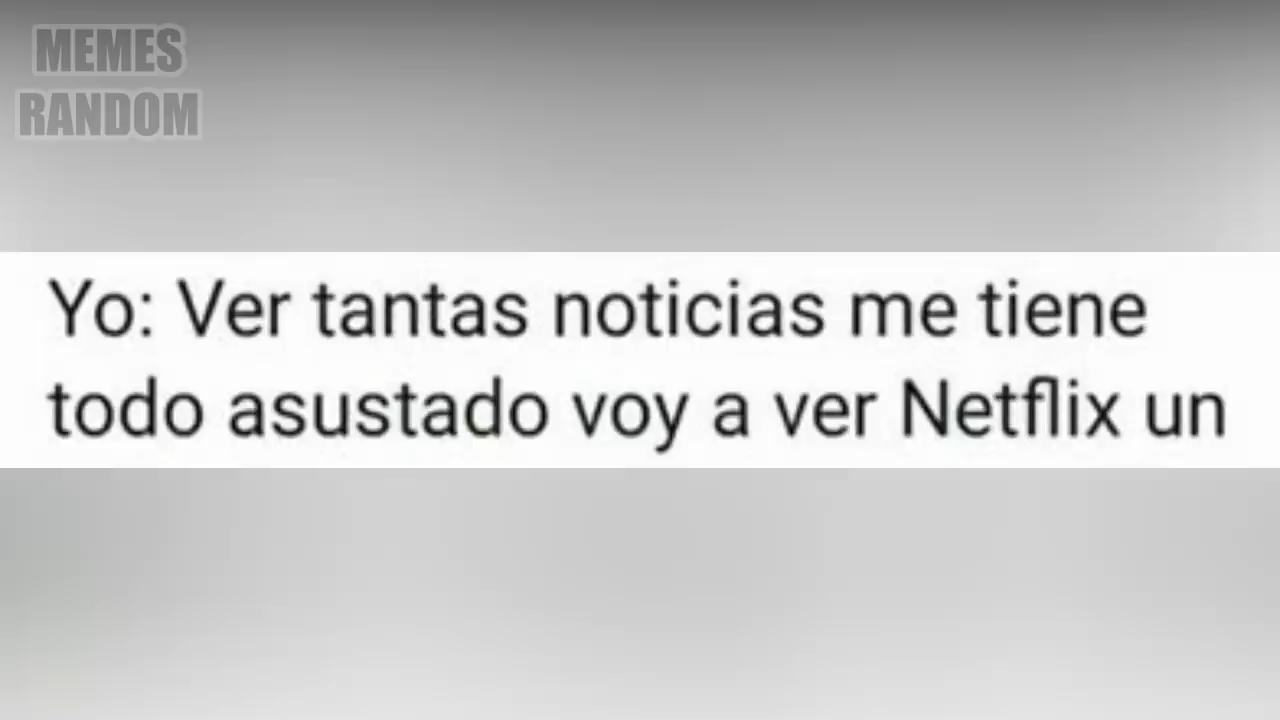 MEMES
RANDOM
Yo: Ver tantas noticias me tiene
todo asustado voy a ver Netflix un